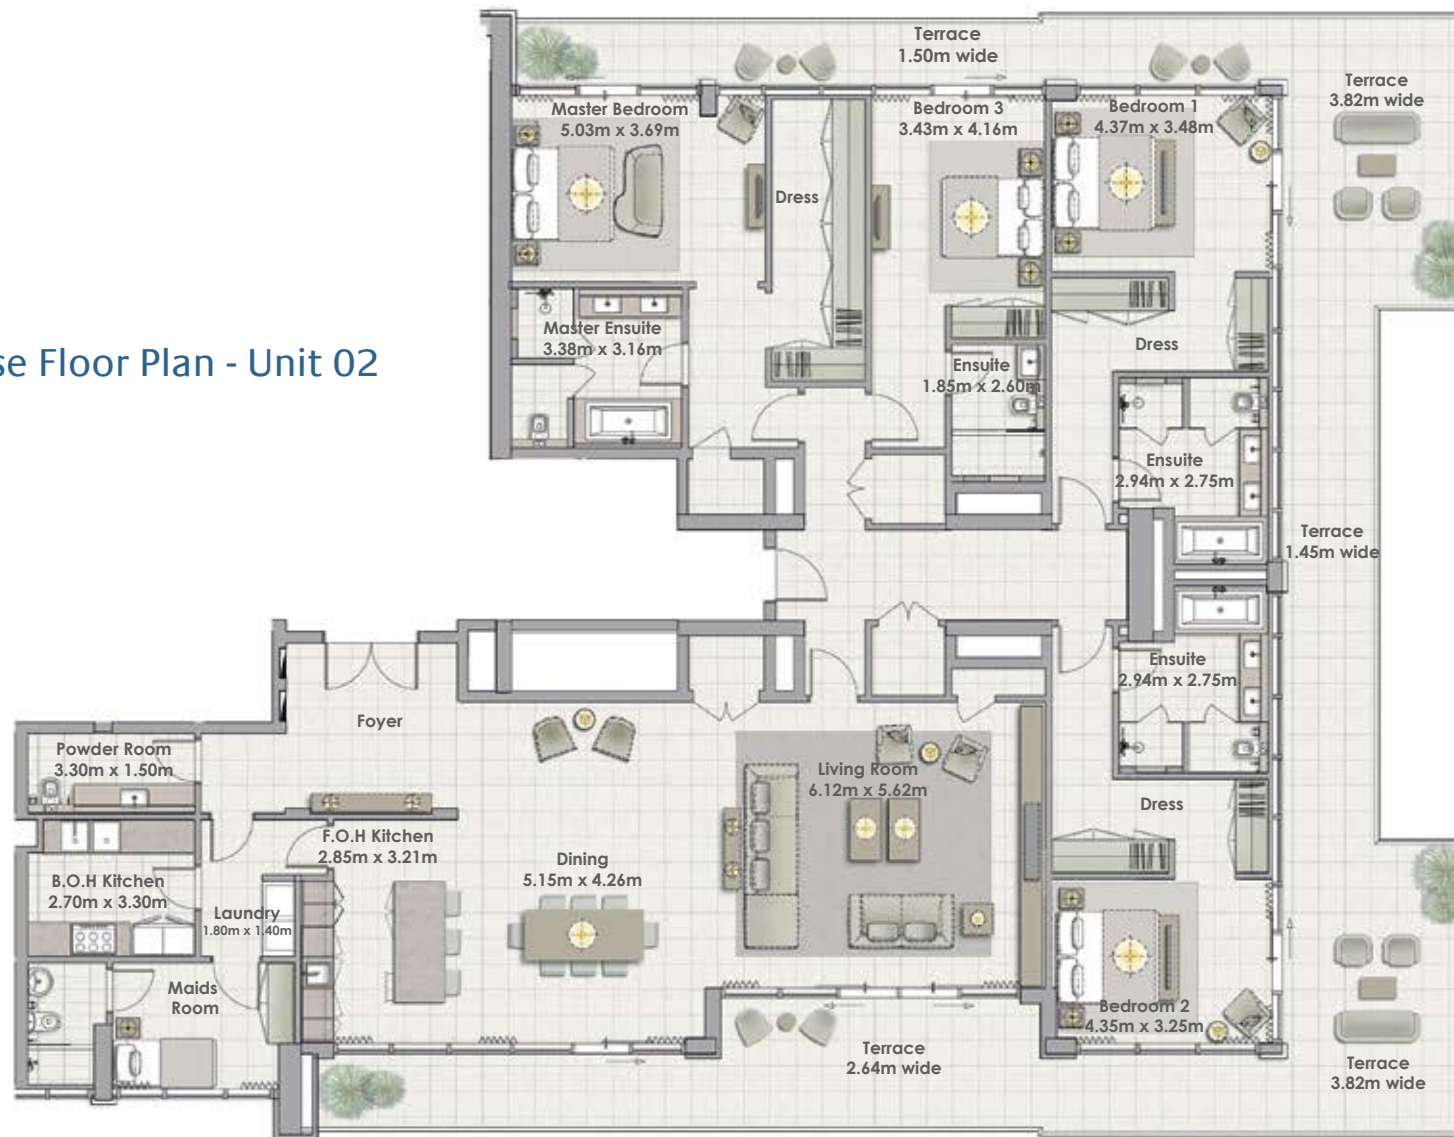 Terrace
1.50m wide
Terrace
3.82m wide
Master Bedroom
5.03m x 3.69m
Bedroom 3
3.43m x 4.16m
Bedroom 1
4.37m x 3.48m
Dress
Master Ensuite
3.38m x 3.16m
se Floor Plan - Unit 02
Ensuite
1.85m x 2.60m
Dress
Ensuite
2.94m x 2.75m
Terrace
1.45m wide
Ensuite
2.94m x 2.75m
Foyer
Powder Room
3.30m x 1.50m
Living Room
6.12m x 5.62m
Dress
F.O.H Kitchen
2.85m x 3.21m
Dining
5.15m x 4.26m
B.O.H Kitchen
2.70m x 3.30m
Laundry
1.80m x 1.40m
Maids
Room
Bedroom 2
4.35m x 3.25m
Terrace
2.64m wide
Terrace
3.82m wide